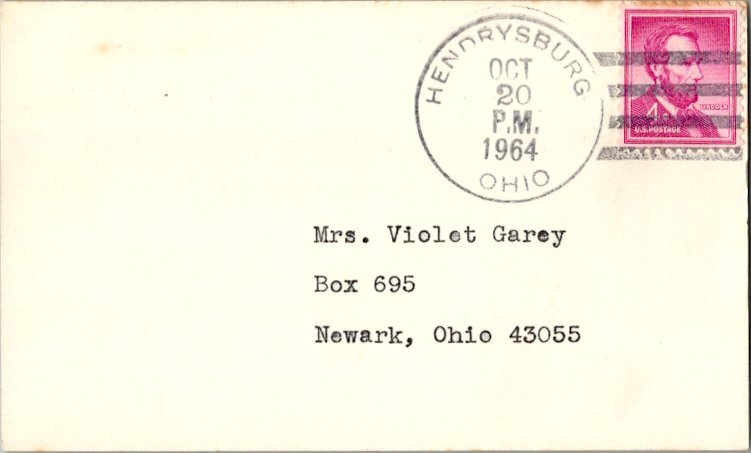 HENDRYSBURG
OCT
20
P.M.
1964
OHIO
4¢
LINCOLN
U.S. POSTAGE
Mrs. Violet Garey
Box 695
Newark, Ohio 43055